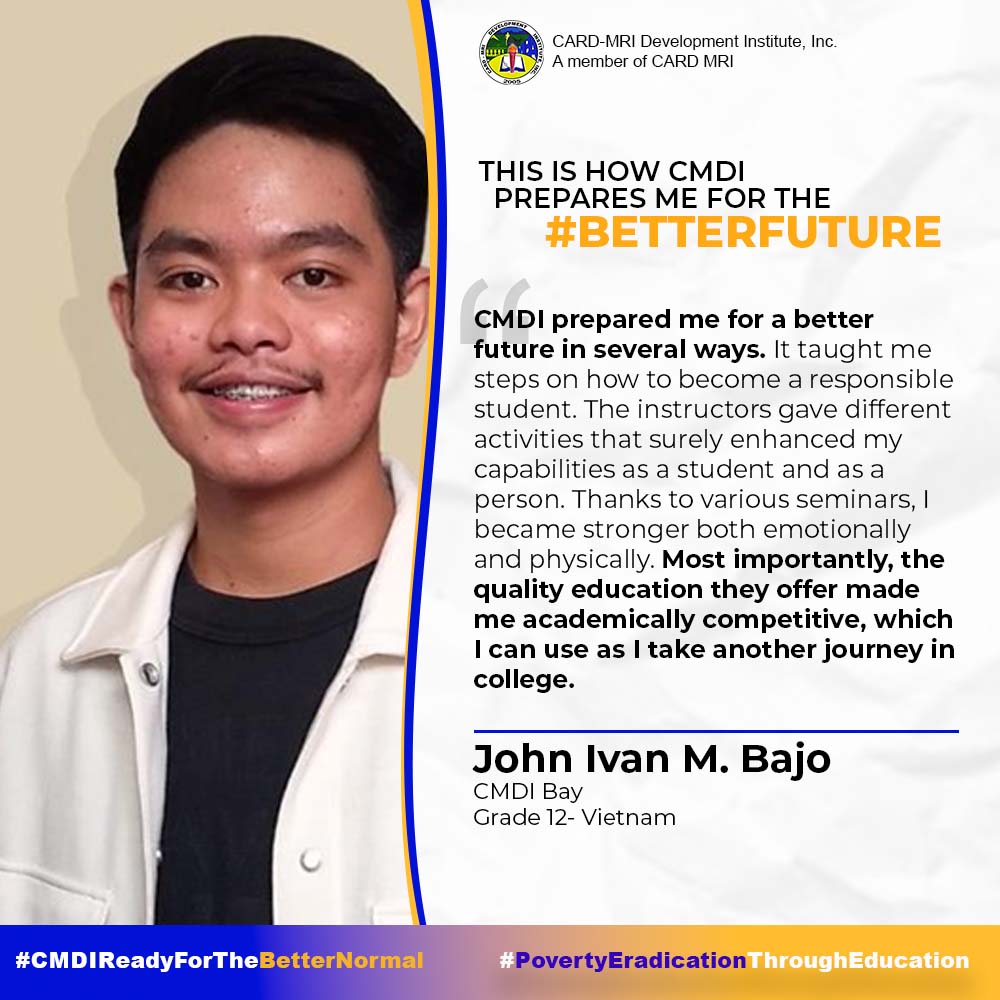 CARD MRI DEVELOPMENT INSTITUTE, INC.
2005
CARD-MRI Development Institute, Inc.
A member of CARD MRI
THIS IS HOW CMDI
PREPARES ME FOR THE
#BETTERFUTURE
“
CMDI prepared me for a better
future in several ways. It taught me
steps on how to become a responsible
student. The instructors gave different
activities that surely enhanced my
capabilities as a student and as a
person. Thanks to various seminars, I
became stronger both emotionally
and physically. Most importantly, the
quality education they offer made
me academically competitive, which
I can use as I take another journey in
college.
John Ivan M. Bajo
CMDI Bay
Grade 12- Vietnam
#CMDIReadyForTheBetterNormal
#PovertyEradicationThroughEducation